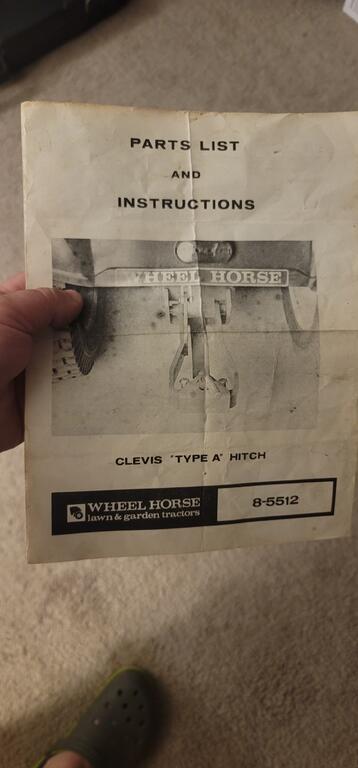 PARTS LIST
AND
INSTRUCTIONS
WHEEL HORSE
CLEVIS "TYPE A" HITCH
WHEEL HORSE
lawn & garden tractors
8-5512